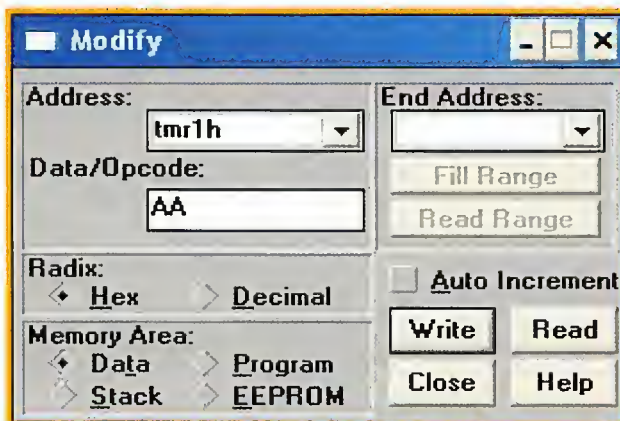 Modify
Address:
tmr1h
Data/Opcode:
AA
End Address:
Fill Range
Read Range
Radix:
Hex Decimal
Memory Area:
Data Program
Stack EEPROM
Auto Increment
Write Read
Close Help